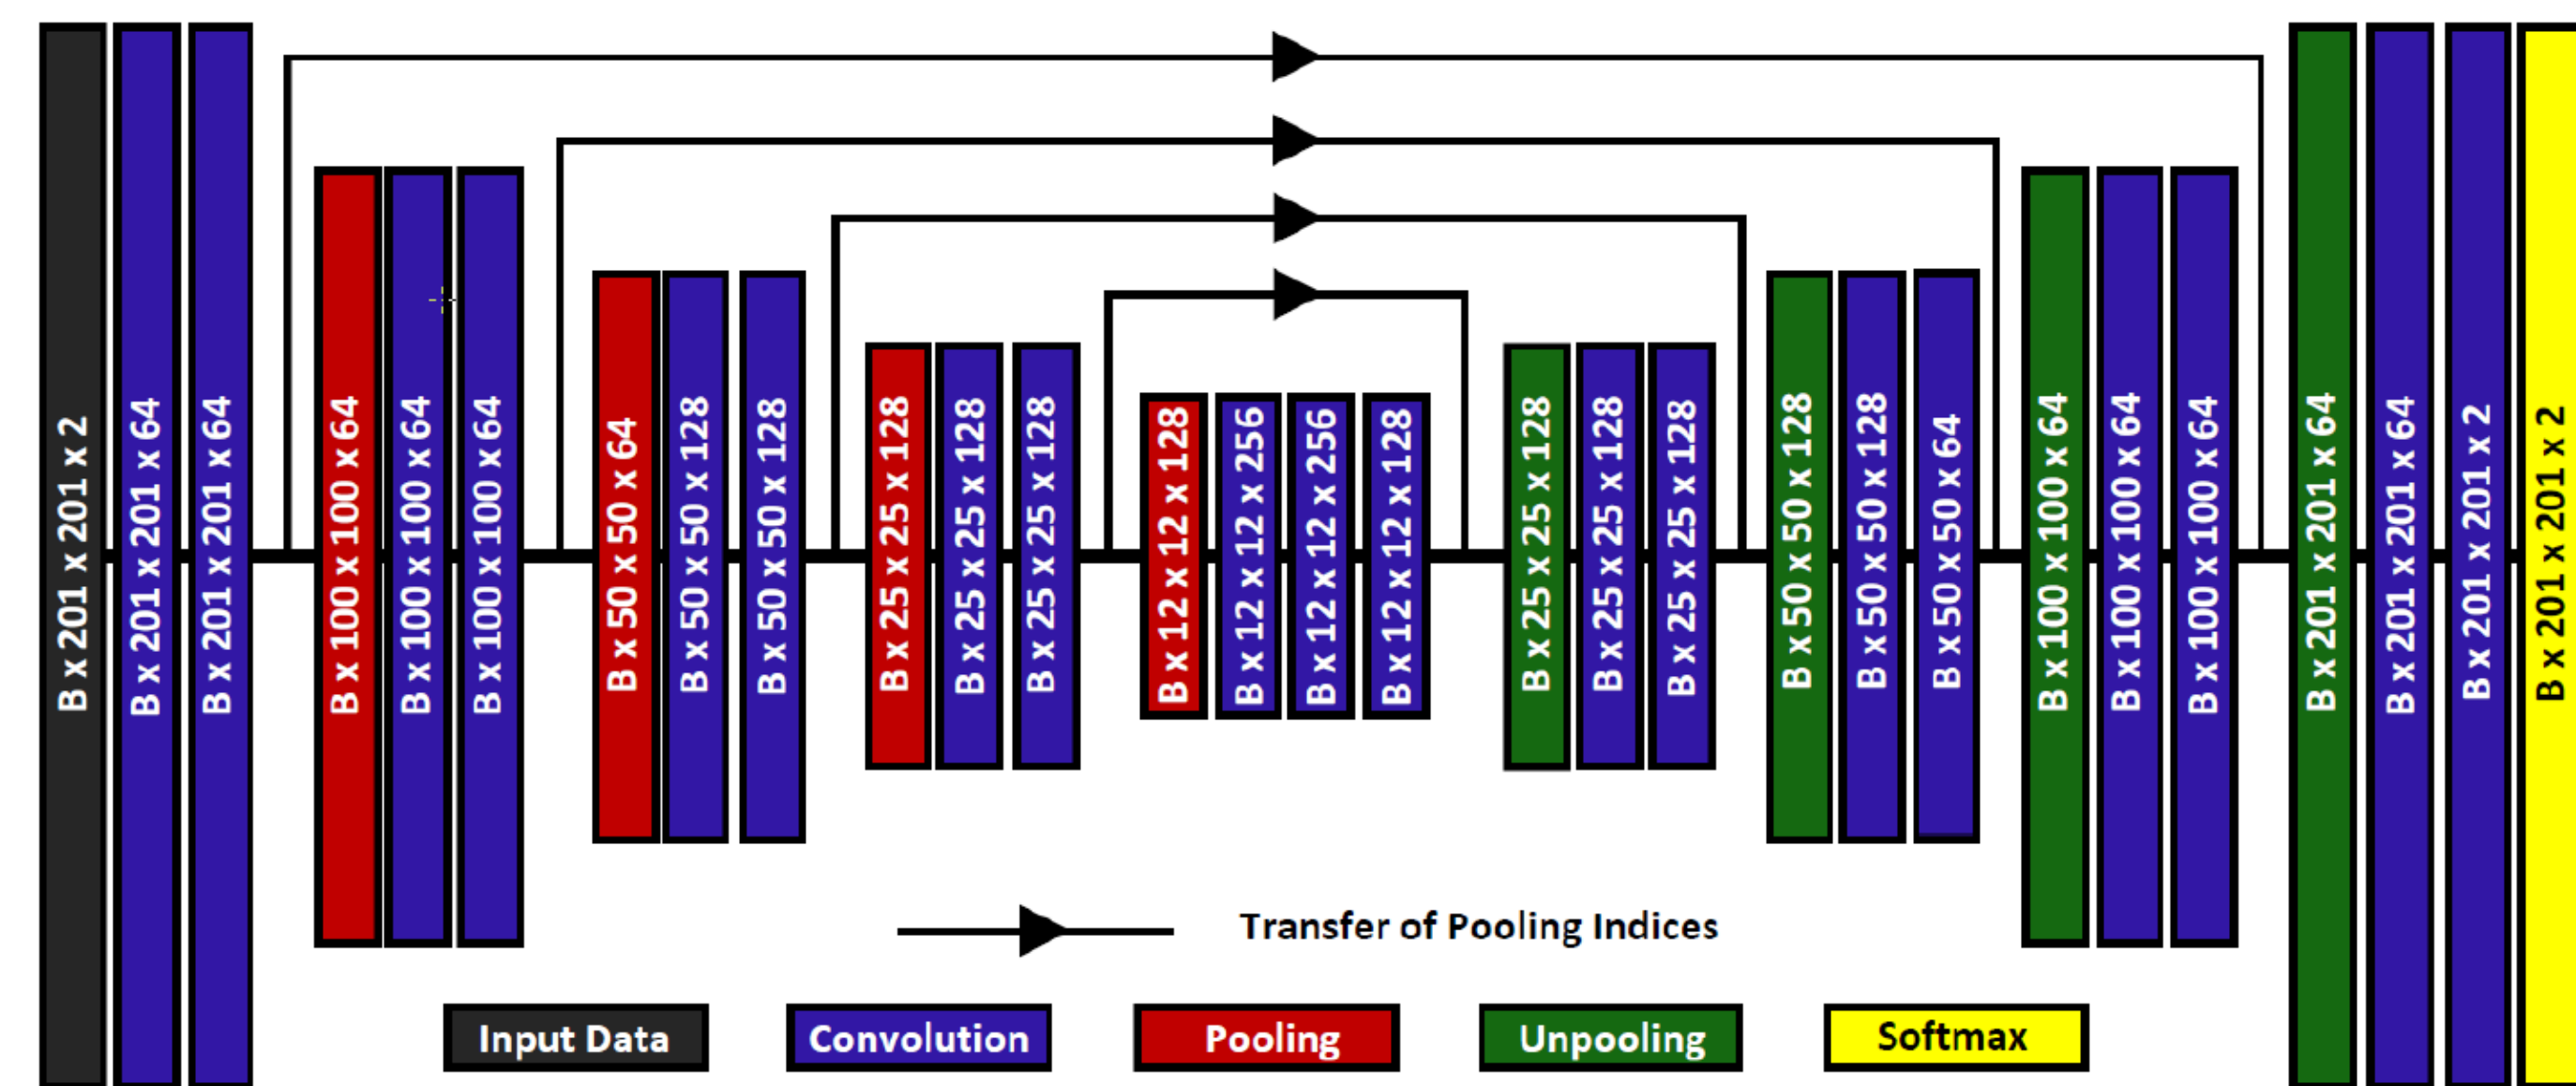 B x 201 x 201 x 2
B x 201 x 201 x 64
B x 201 x 201 x 64
B x 100 x 100 x 64
B x 100 x 100 x 64
B x 100 x 100 x 64
B x 50 x 50 x 64
B x 50 x 50 x 128
B x 50 x 50 x 128
B x 25 x 25 x 128
B x 25 x 25 x 128
B x 25 x 25 x 128
B x 12 x 12 x 128
B x 12 x 12 x 256
B x 12 x 12 x 256
B x 12 x 12 x 128
B x 25 x 25 x 128
B x 25 x 25 x 128
B x 25 x 25 x 128
B x 50 x 50 x 128
B x 50 x 50 x 128
B x 50 x 50 x 64
B x 100 x 100 x 64
B x 100 x 100 x 64
B x 100 x 100 x 64
B x 201 x 201 x 64
B x 201 x 201 x 64
B x 201 x 201 x 2
B x 201 x 201 x 2
Transfer of Pooling Indices
Input Data
Convolution
Pooling
Unpooling
Softmax